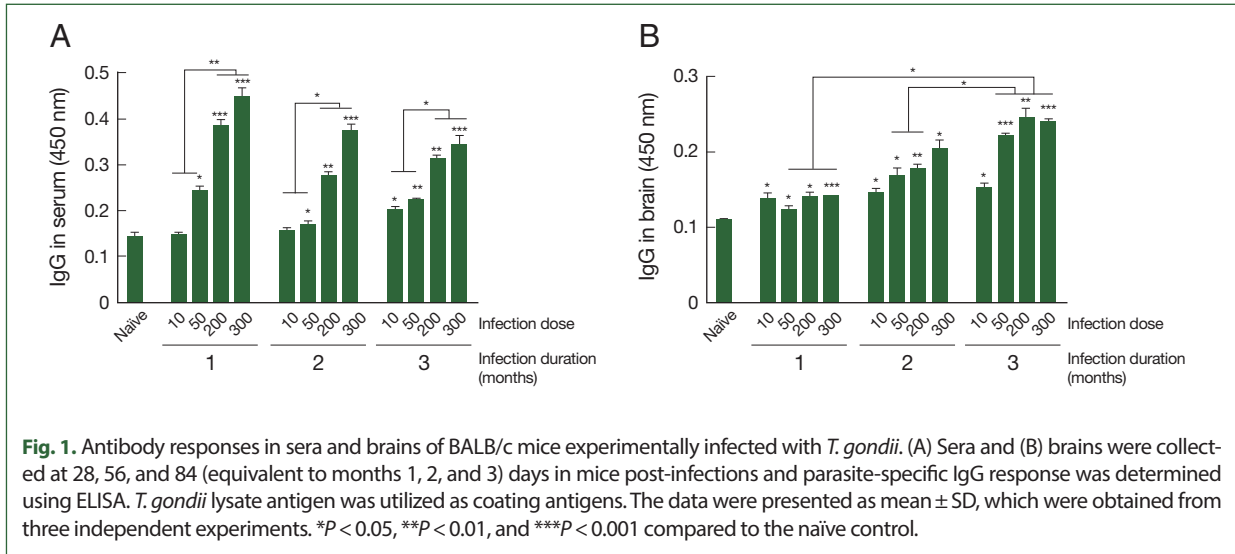 A
IgG in serum (450 nm)
0.5
0.4
0.3
0.2
0.1
0
** 
*** 
*** 
* 
* 
*** 
** 
* 
* 
*** 
** 
** 
*
Naïve
10 50 200 300
10 50 200 300
10 50 200 300
Infection dose
1 2 3
Infection duration
(months)
B
IgG in brain (450 nm)
0.3
0.2
0.1
0
*
*
* * * ***
* * ** *
* *** ** ***
Naïve
10 50 200 300
10 50 200 300
10 50 200 300
Infection dose
1 2 3
Infection duration
(months)
Fig. 1. Antibody responses in sera and brains of BALB/c mice experimentally infected with T. gondii. (A) Sera and (B) brains were collect-
ed at 28, 56, and 84 (equivalent to months 1, 2, and 3) days in mice post-infections and parasite-specific IgG response was determined
using ELISA. T. gondii lysate antigen was utilized as coating antigens. The data were presented as mean ± SD, which were obtained from
three independent experiments. *P < 0.05, **P < 0.01, and ***P < 0.001 compared to the naïve control.